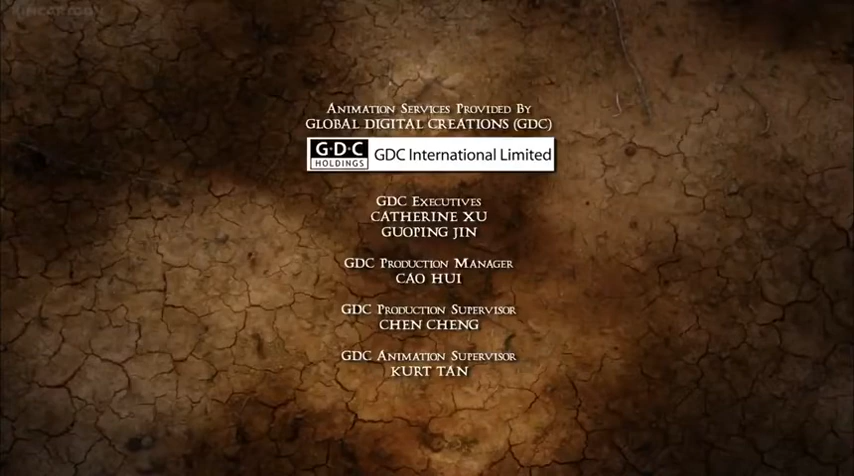 KIMCARTOON
Animation Services Provided By
GLOBAL DIGITAL CREATIONS (GDC)
G·D·C
HOLDINGS
GDC International Limited
GDC Executives
CATHERINE XU
GUOPING JIN
GDC Production Manager
CAO HUI
GDC Production Supervisor
CHEN CHENG
GDC Animation Supervisor
KURT TAN